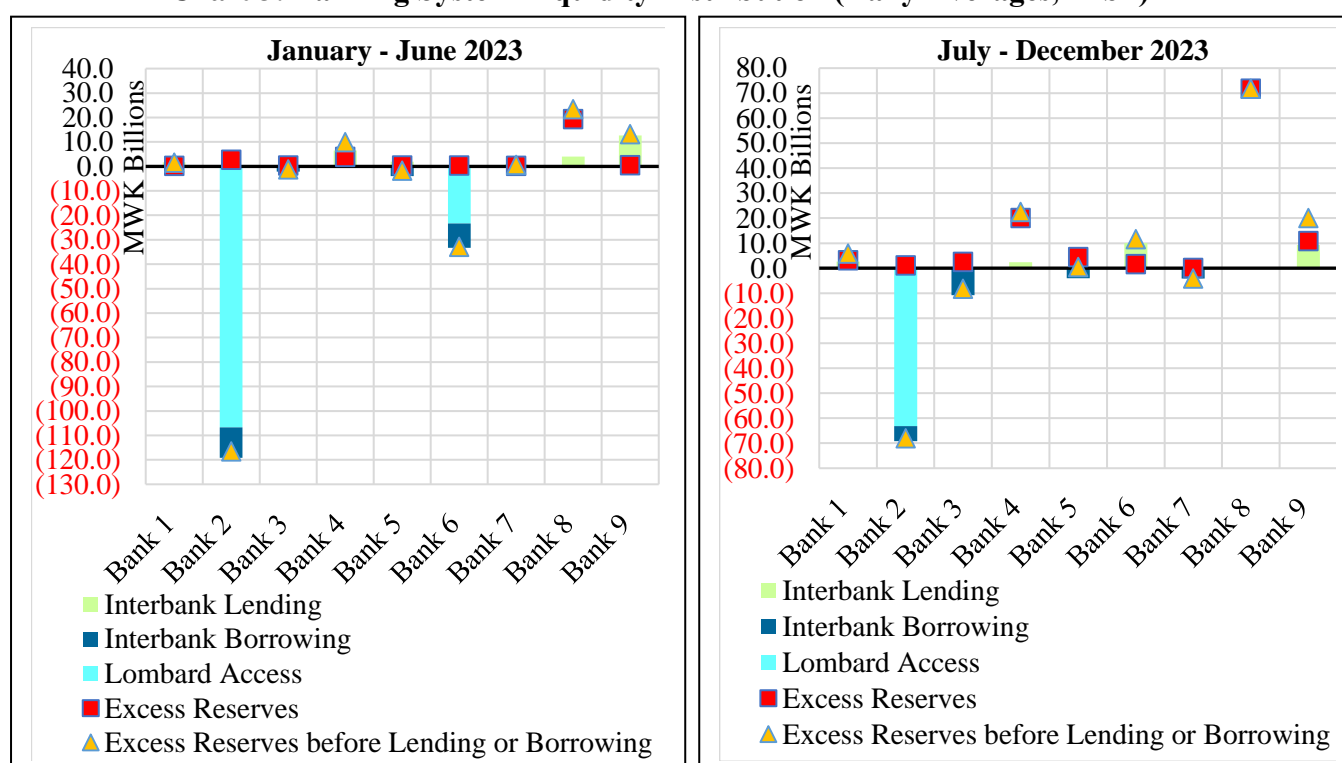 January - June 2023
MWK Billions
40.0
30.0
20.0
10.0
0.0
(10.0)
(20.0)
(30.0)
(40.0)
(50.0)
(60.0)
(70.0)
(80.0)
(90.0)
(100.0)
(110.0)
(120.0)
(130.0)
Bank 1
Bank 2
Bank 3
Bank 4
Bank 5
Bank 6
Bank 7
Bank 8
Bank 9
Interbank Lending
Interbank Borrowing
Lombard Access
Excess Reserves
Excess Reserves before Lending or Borrowing
July - December 2023
MWK Billions
80.0
70.0
60.0
50.0
40.0
30.0
20.0
10.0
0.0
(10.0)
(20.0)
(30.0)
(40.0)
(50.0)
(60.0)
(70.0)
(80.0)
Bank 1
Bank 2
Bank 3
Bank 4
Bank 5
Bank 6
Bank 7
Bank 8
Bank 9
Interbank Lending
Interbank Borrowing
Lombard Access
Excess Reserves
Excess Reserves before Lending or Borrowing